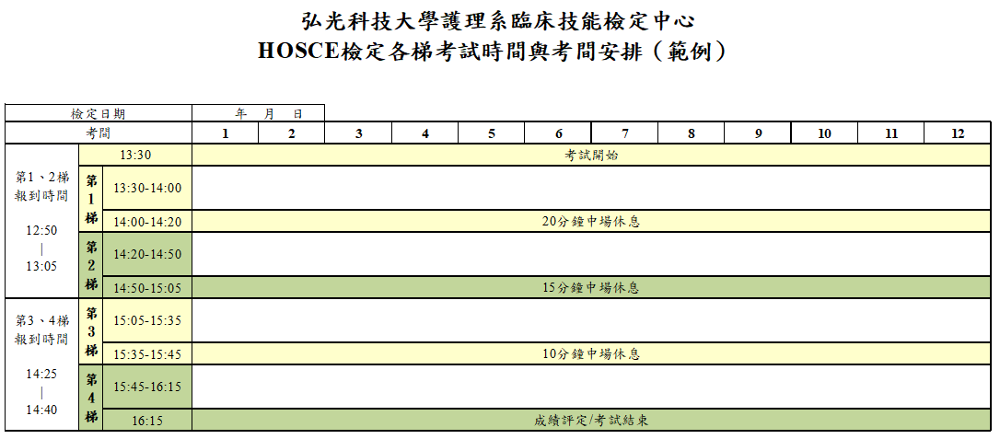 弘光科技大學護理系臨床技能檢定中心
HOSCE檢定各梯考試時間與考間安排（範例）
檢定日期 年 月 日
考間 1 2 3 4 5 6 7 8 9 10 11 12
13:30 考試開始
第1、2梯
報到時間
12:50
|
13:05
第1梯
13:30-14:00
14:00-14:20 20分鐘中場休息
第2梯
14:20-14:50
14:50-15:05 15分鐘中場休息
第3、4梯
報到時間
14:25
|
14:40
第3梯
15:05-15:35
15:35-15:45 10分鐘中場休息
第4梯
15:45-16:15
16:15 成績評定/考試結束